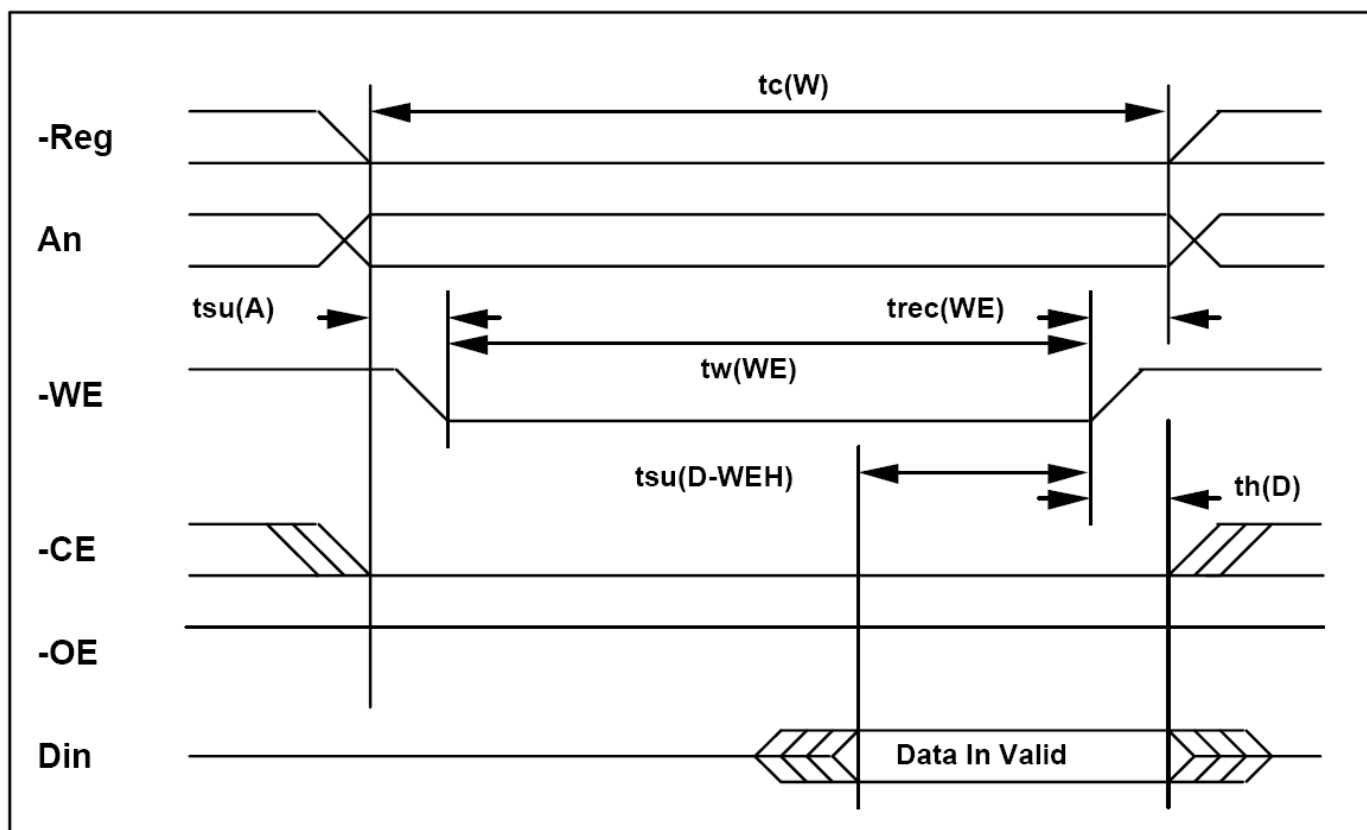 tc(W)
-Reg
An
tsu(A)
trec(WE)
tw(WE)
-WE
tsu(D-WEH)
th(D)
-CE
-OE
Din
Data In Valid